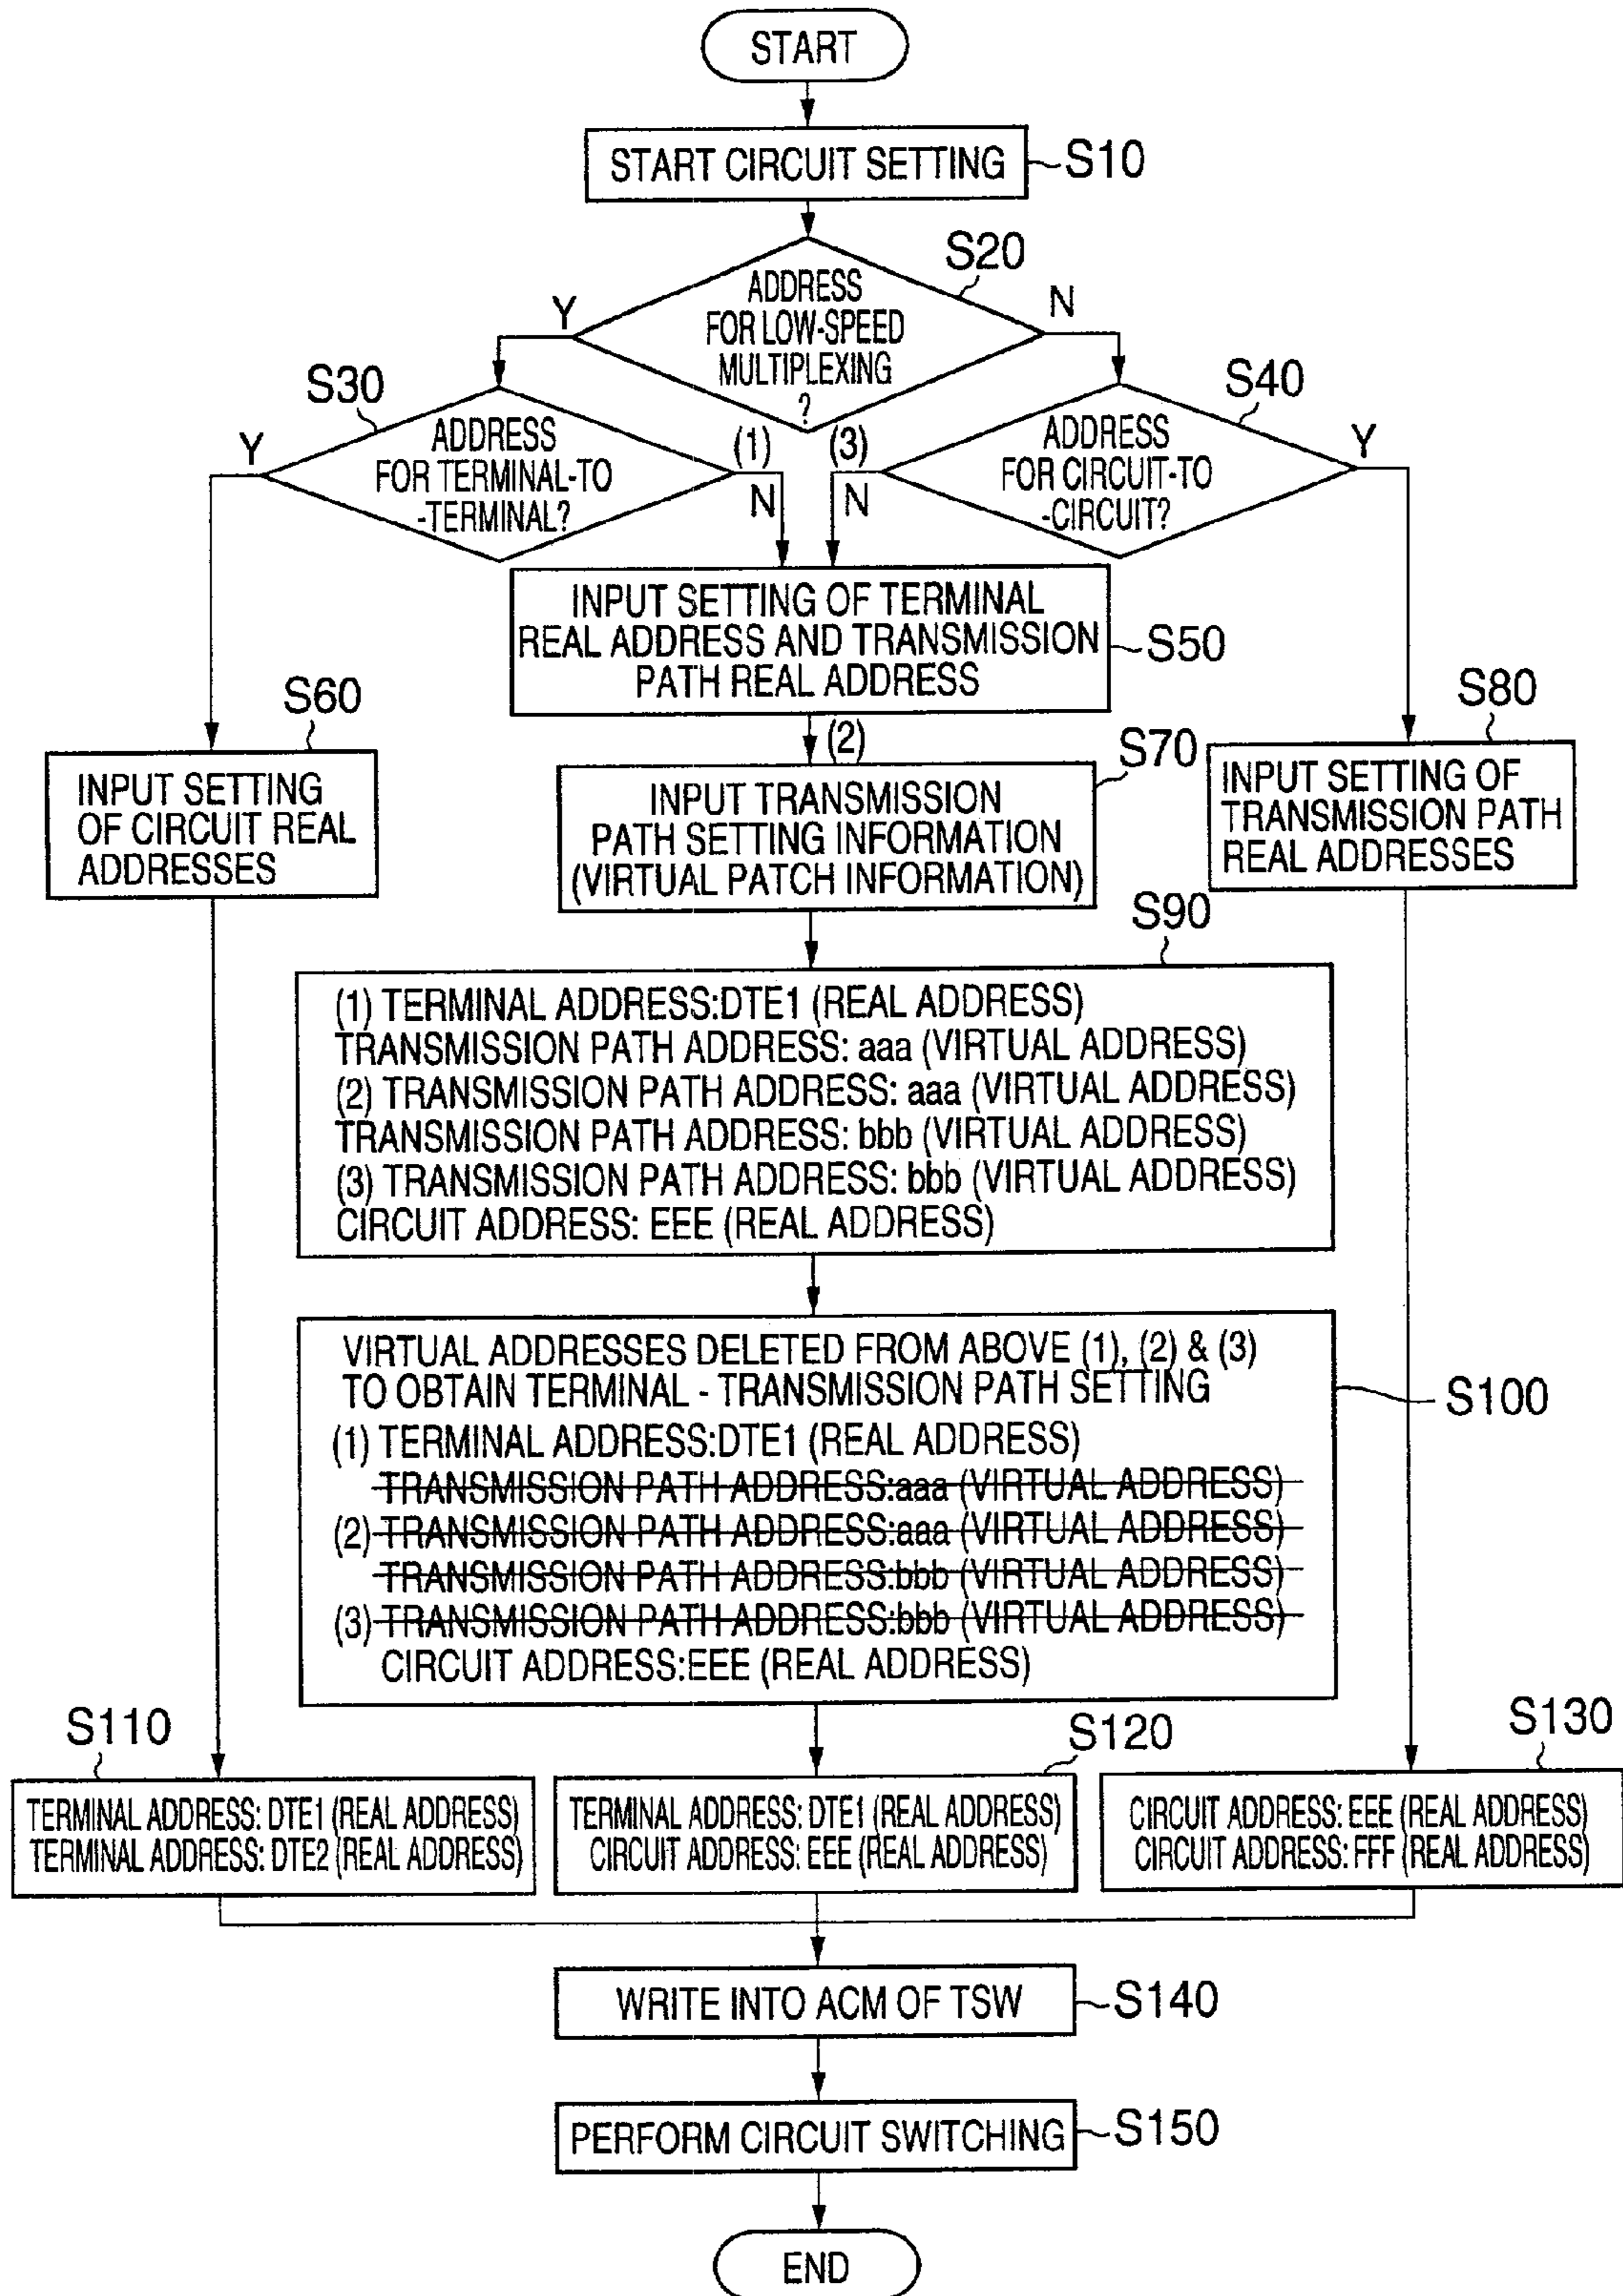 START
START CIRCUIT SETTING
S10
S20
ADDRESS
FOR LOW-SPEED
MULTIPLEXING
?
Y
N
S30
ADDRESS
FOR TERMINAL-TO
-TERMINAL?
Y
(1)
N
S40
ADDRESS
FOR CIRCUIT-TO
-CIRCUIT?
(3)
N
Y
INPUT SETTING OF TERMINAL
REAL ADDRESS AND TRANSMISSION
PATH REAL ADDRESS
S50
S60
INPUT SETTING
OF CIRCUIT REAL
ADDRESSES
(2)
S70
INPUT TRANSMISSION
PATH SETTING INFORMATION
(VIRTUAL PATCH INFORMATION)
S80
INPUT SETTING OF
TRANSMISSION PATH
REAL ADDRESSES
S90
(1) TERMINAL ADDRESS:DTE1 (REAL ADDRESS)
TRANSMISSION PATH ADDRESS: aaa (VIRTUAL ADDRESS)
(2) TRANSMISSION PATH ADDRESS: aaa (VIRTUAL ADDRESS)
TRANSMISSION PATH ADDRESS: bbb (VIRTUAL ADDRESS)
(3) TRANSMISSION PATH ADDRESS: bbb (VIRTUAL ADDRESS)
CIRCUIT ADDRESS: EEE (REAL ADDRESS)
VIRTUAL ADDRESSES DELETED FROM ABOVE (1), (2) & (3)
TO OBTAIN TERMINAL - TRANSMISSION PATH SETTING
S100
(1) TERMINAL ADDRESS:DTE1 (REAL ADDRESS)
TRANSMISSION PATH ADDRESS:aaa (VIRTUAL ADDRESS)
(2) TRANSMISSION PATH ADDRESS:aaa (VIRTUAL ADDRESS)
TRANSMISSION PATH ADDRESS:bbb (VIRTUAL ADDRESS)
(3) TRANSMISSION PATH ADDRESS:bbb (VIRTUAL ADDRESS)
CIRCUIT ADDRESS:EEE (REAL ADDRESS)
S110
TERMINAL ADDRESS: DTE1 (REAL ADDRESS)
TERMINAL ADDRESS: DTE2 (REAL ADDRESS)
S120
TERMINAL ADDRESS: DTE1 (REAL ADDRESS)
CIRCUIT ADDRESS: EEE (REAL ADDRESS)
S130
CIRCUIT ADDRESS: EEE (REAL ADDRESS)
CIRCUIT ADDRESS: FFF (REAL ADDRESS)
WRITE INTO ACM OF TSW
S140
PERFORM CIRCUIT SWITCHING
S150
END